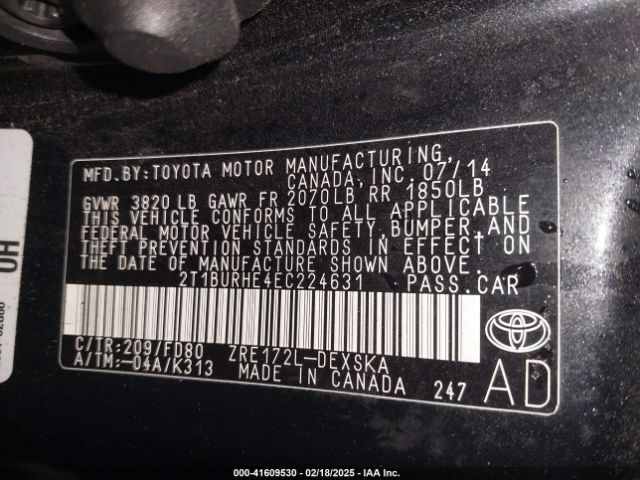 MFD.BY:TOYOTA MOTOR MANUFACTURING,
CANADA, INC. 07/14
GVWR 3820 LB GAWR FR 2070LB RR 1850LB
THIS VEHICLE CONFORMS TO ALL APPLICABLE
FEDERAL MOTOR VEHICLE SAFETY, BUMPER, AND
THEFT PREVENTION STANDARDS IN EFFECT ON
THE DATE OF MANUFACTURE SHOWN ABOVE.
2T1BURHE4EC224631 PASS.CAR
C/TR:209/FD80 ZRE172L-DEXSKA
A/TM:-04A/K313 MADE IN CANADA 247
AD
OH
000-41609530 - 02/18/2025 - IAA Inc.